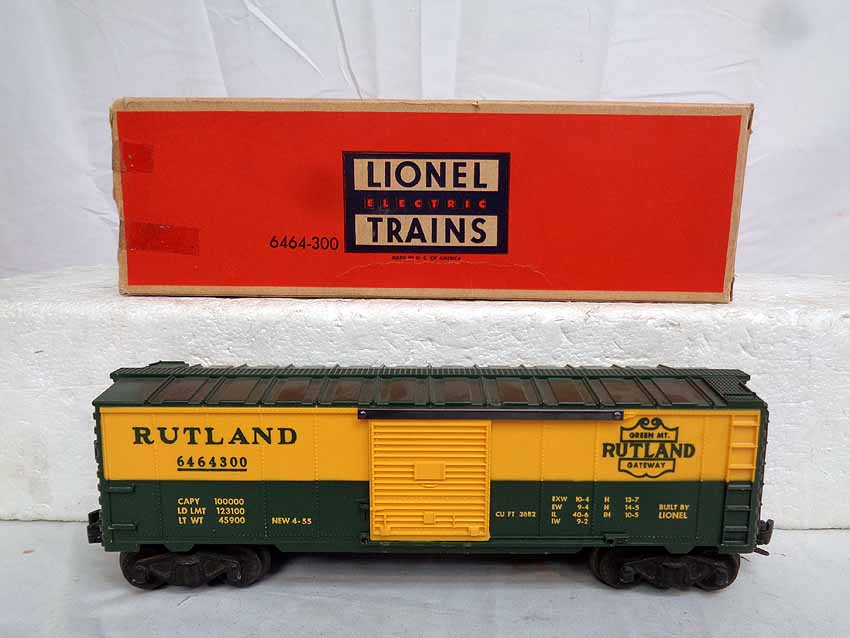 LIONEL
ELECTRIC
TRAINS
6464-300
MADE IN U. S. OF AMERICA
RUTLAND
6464300
GREEN MT.
RUTLAND
GATEWAY
CAPY 100000
LD LMT 123100
LT WT 45900 NEW 4-55
CU FT 3882
EXW 10-4 H 13-7
EW 9-4 H 14-5
IL 40-6 IH 10-5
IW 9-2
BUILT BY
LIONEL